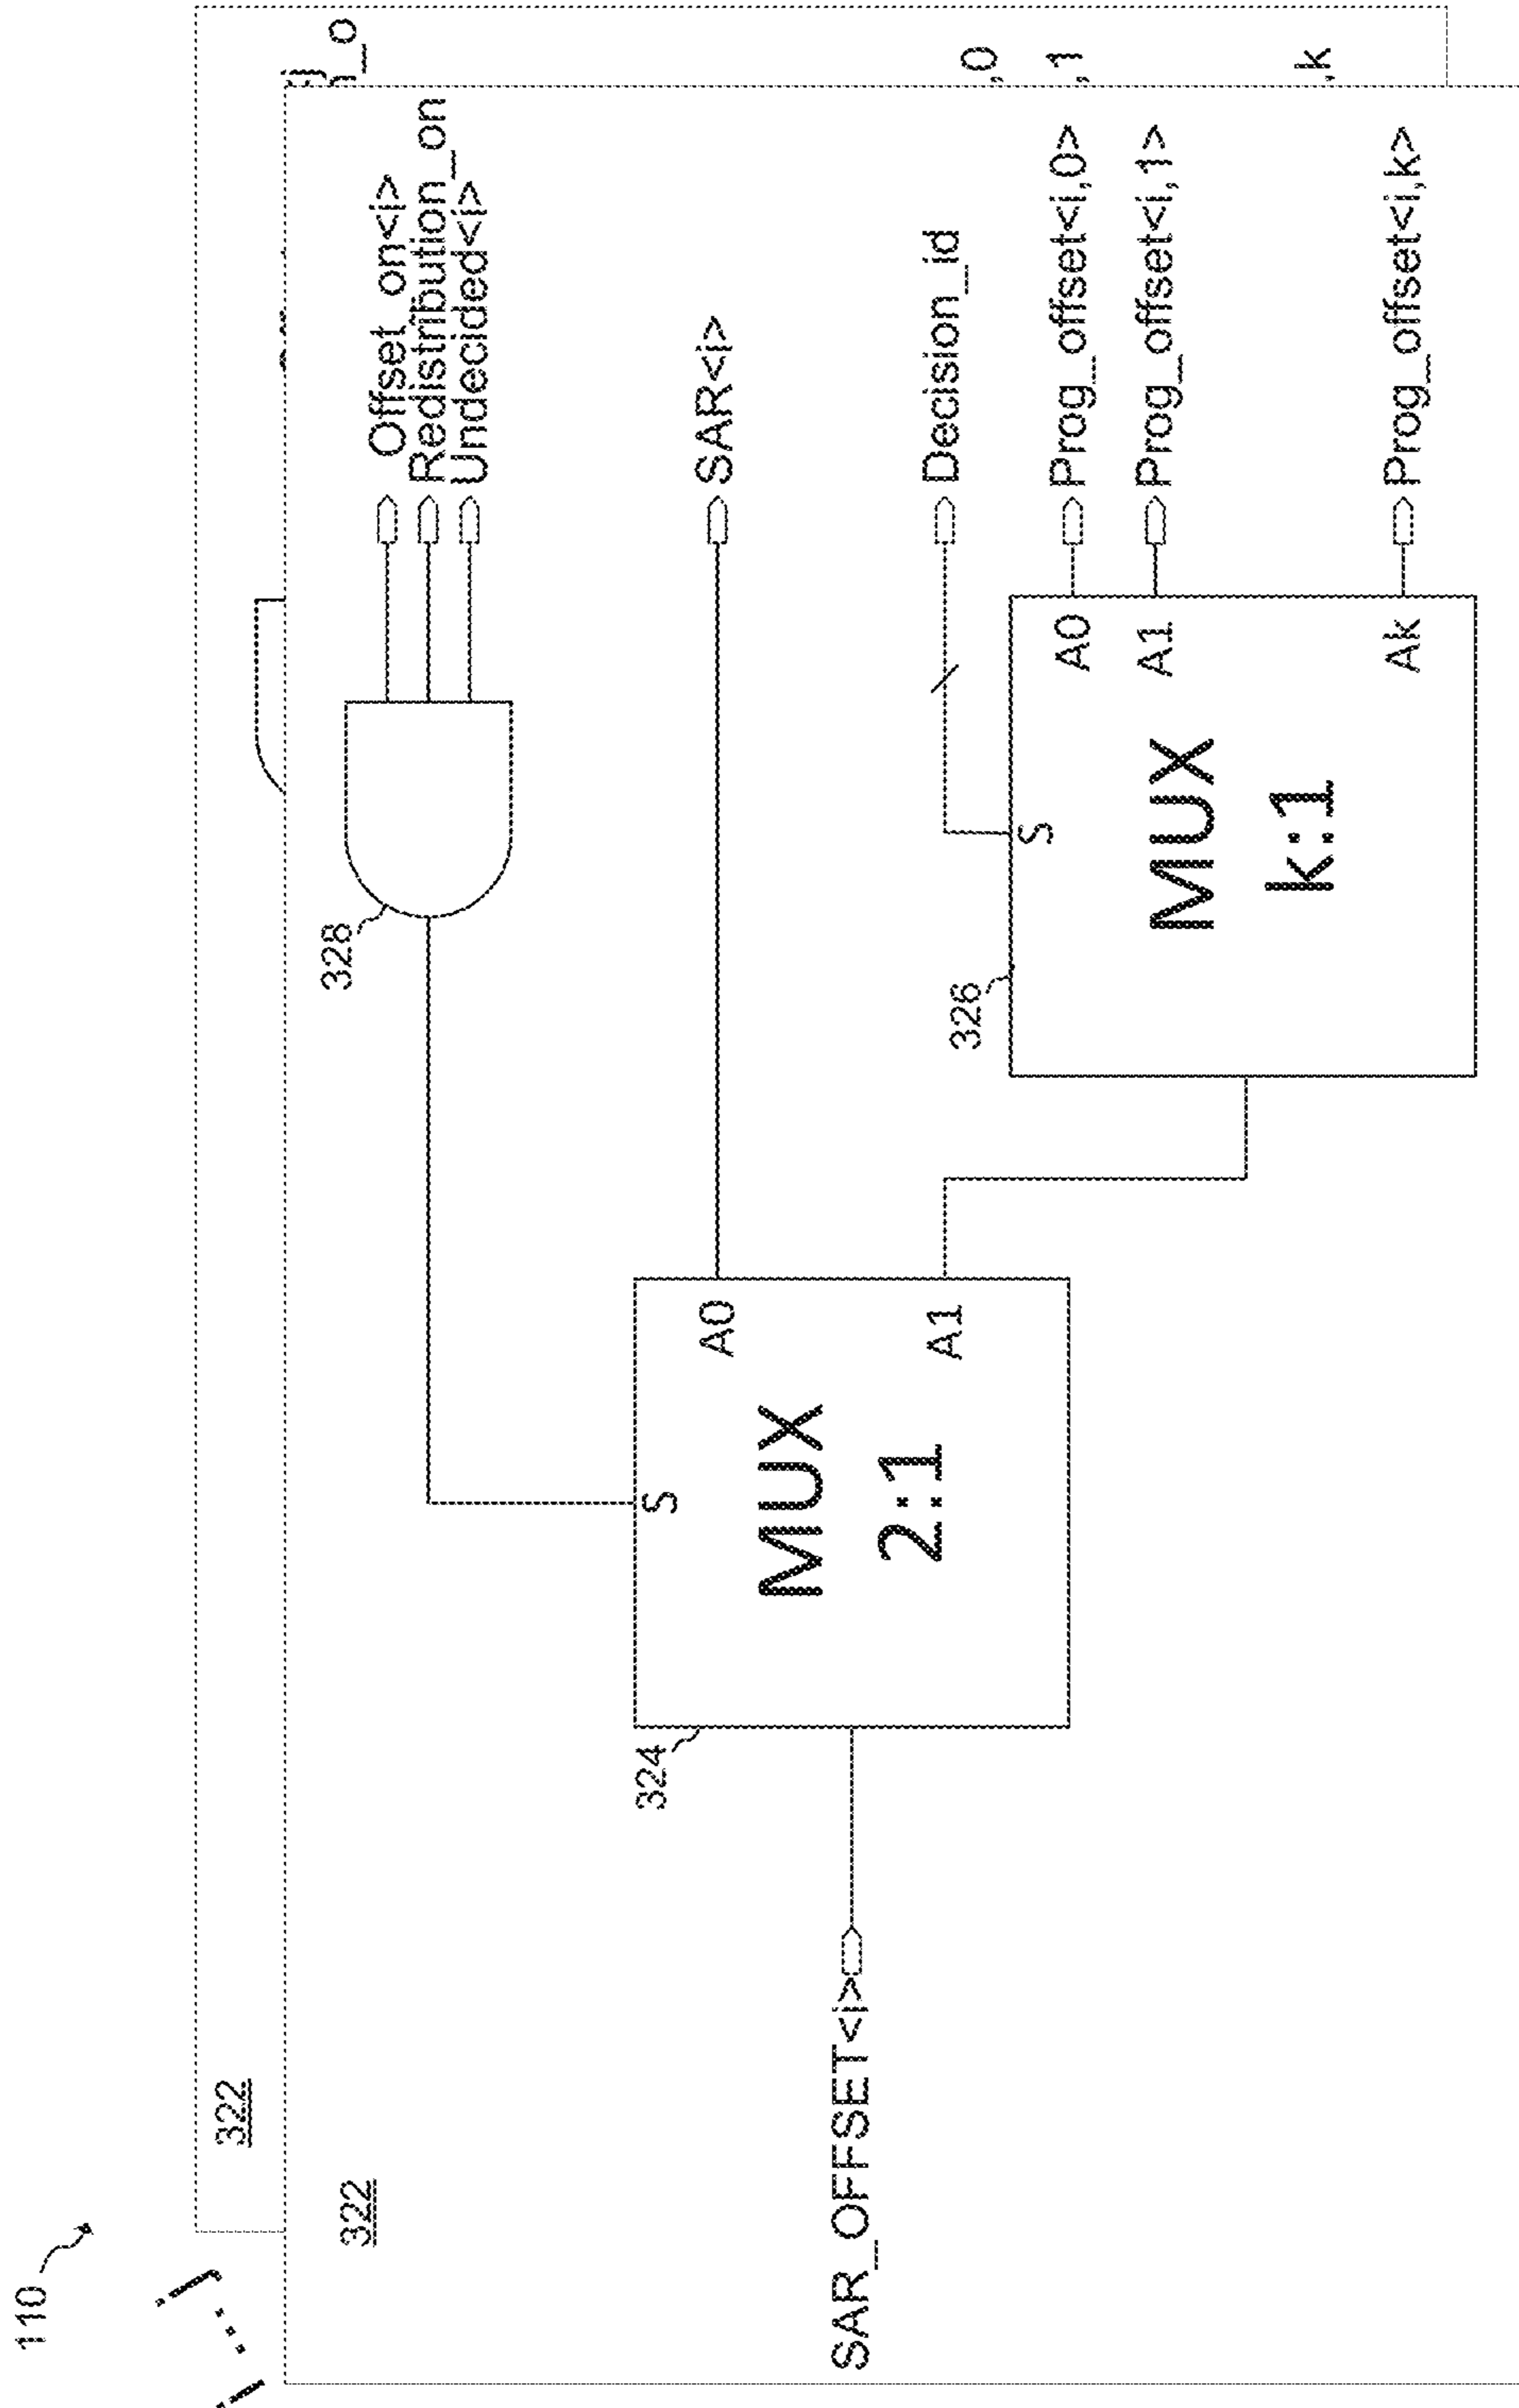 110
322
322
328
Offset_on<i>
Redistribution_on
Undecided<i>
SAR<i>
324
MUX
2:1
S
A0
A1
SAR_OFFSET<i>
Decision_id
326
MUX
k:1
S
A0
A1
Ak
Prog_offset<i,0>
Prog_offset<i,1>
Prog_offset<i,k>
,0
,1
,k